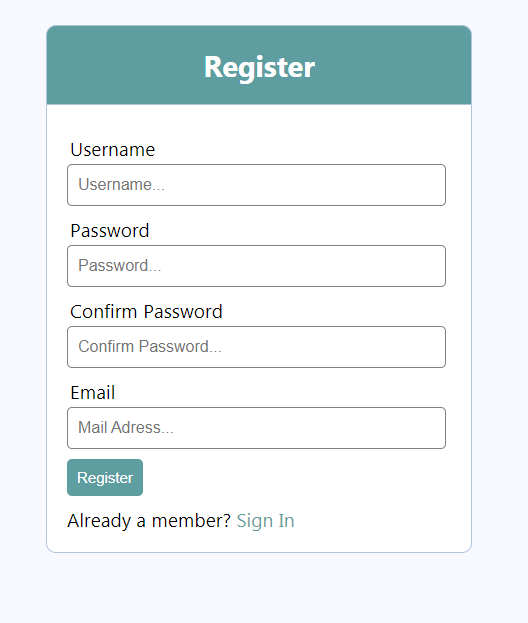 Register
Username
Username...
Password
Password...
Confirm Password
Confirm Password...
Email
Mail Adress...
Register
Already a member? Sign In